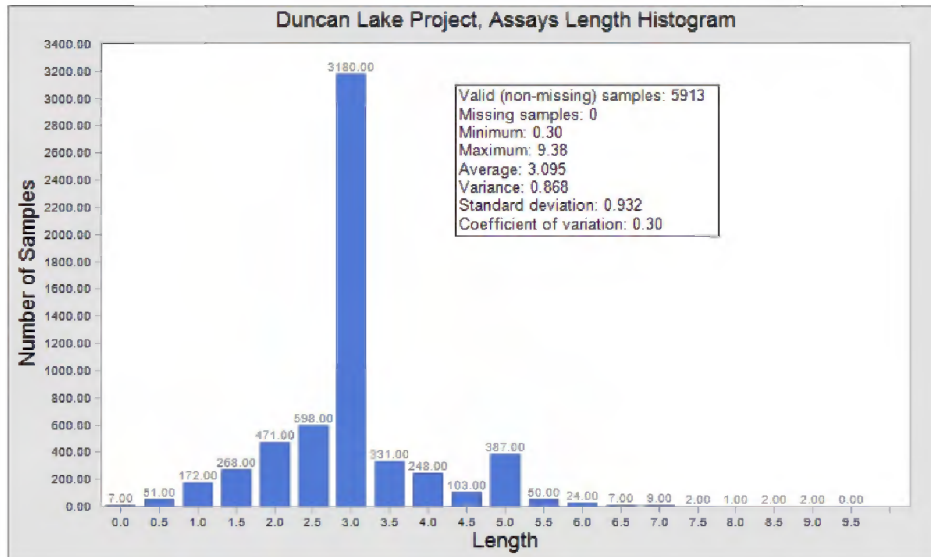 Duncan Lake Project, Assays Length Histogram
3400.00
3200.00
3000.00
2800.00
2600.00
2400.00
2200.00
2000.00
1800.00
1600.00
1400.00
1200.00
1000.00
800.00
600.00
400.00
200.00
0.00
Number of Samples
Valid (non-missing) samples: 5913
Missing samples: 0
Minimum: 0.30
Maximum: 9.38
Average: 3.095
Variance: 0.868
Standard deviation: 0.932
Coefficient of variation: 0.30
7.00 51.00 172.00 268.00 471.00 598.00 3180.00 331.00 248.00 103.00 387.00 50.00 24.00 7.00 9.00 2.00 1.00 2.00 2.00 0.00
0.0 0.5 1.0 1.5 2.0 2.5 3.0 3.5 4.0 4.5 5.0 5.5 6.0 6.5 7.0 7.5 8.0 8.5 9.0 9.5
Length